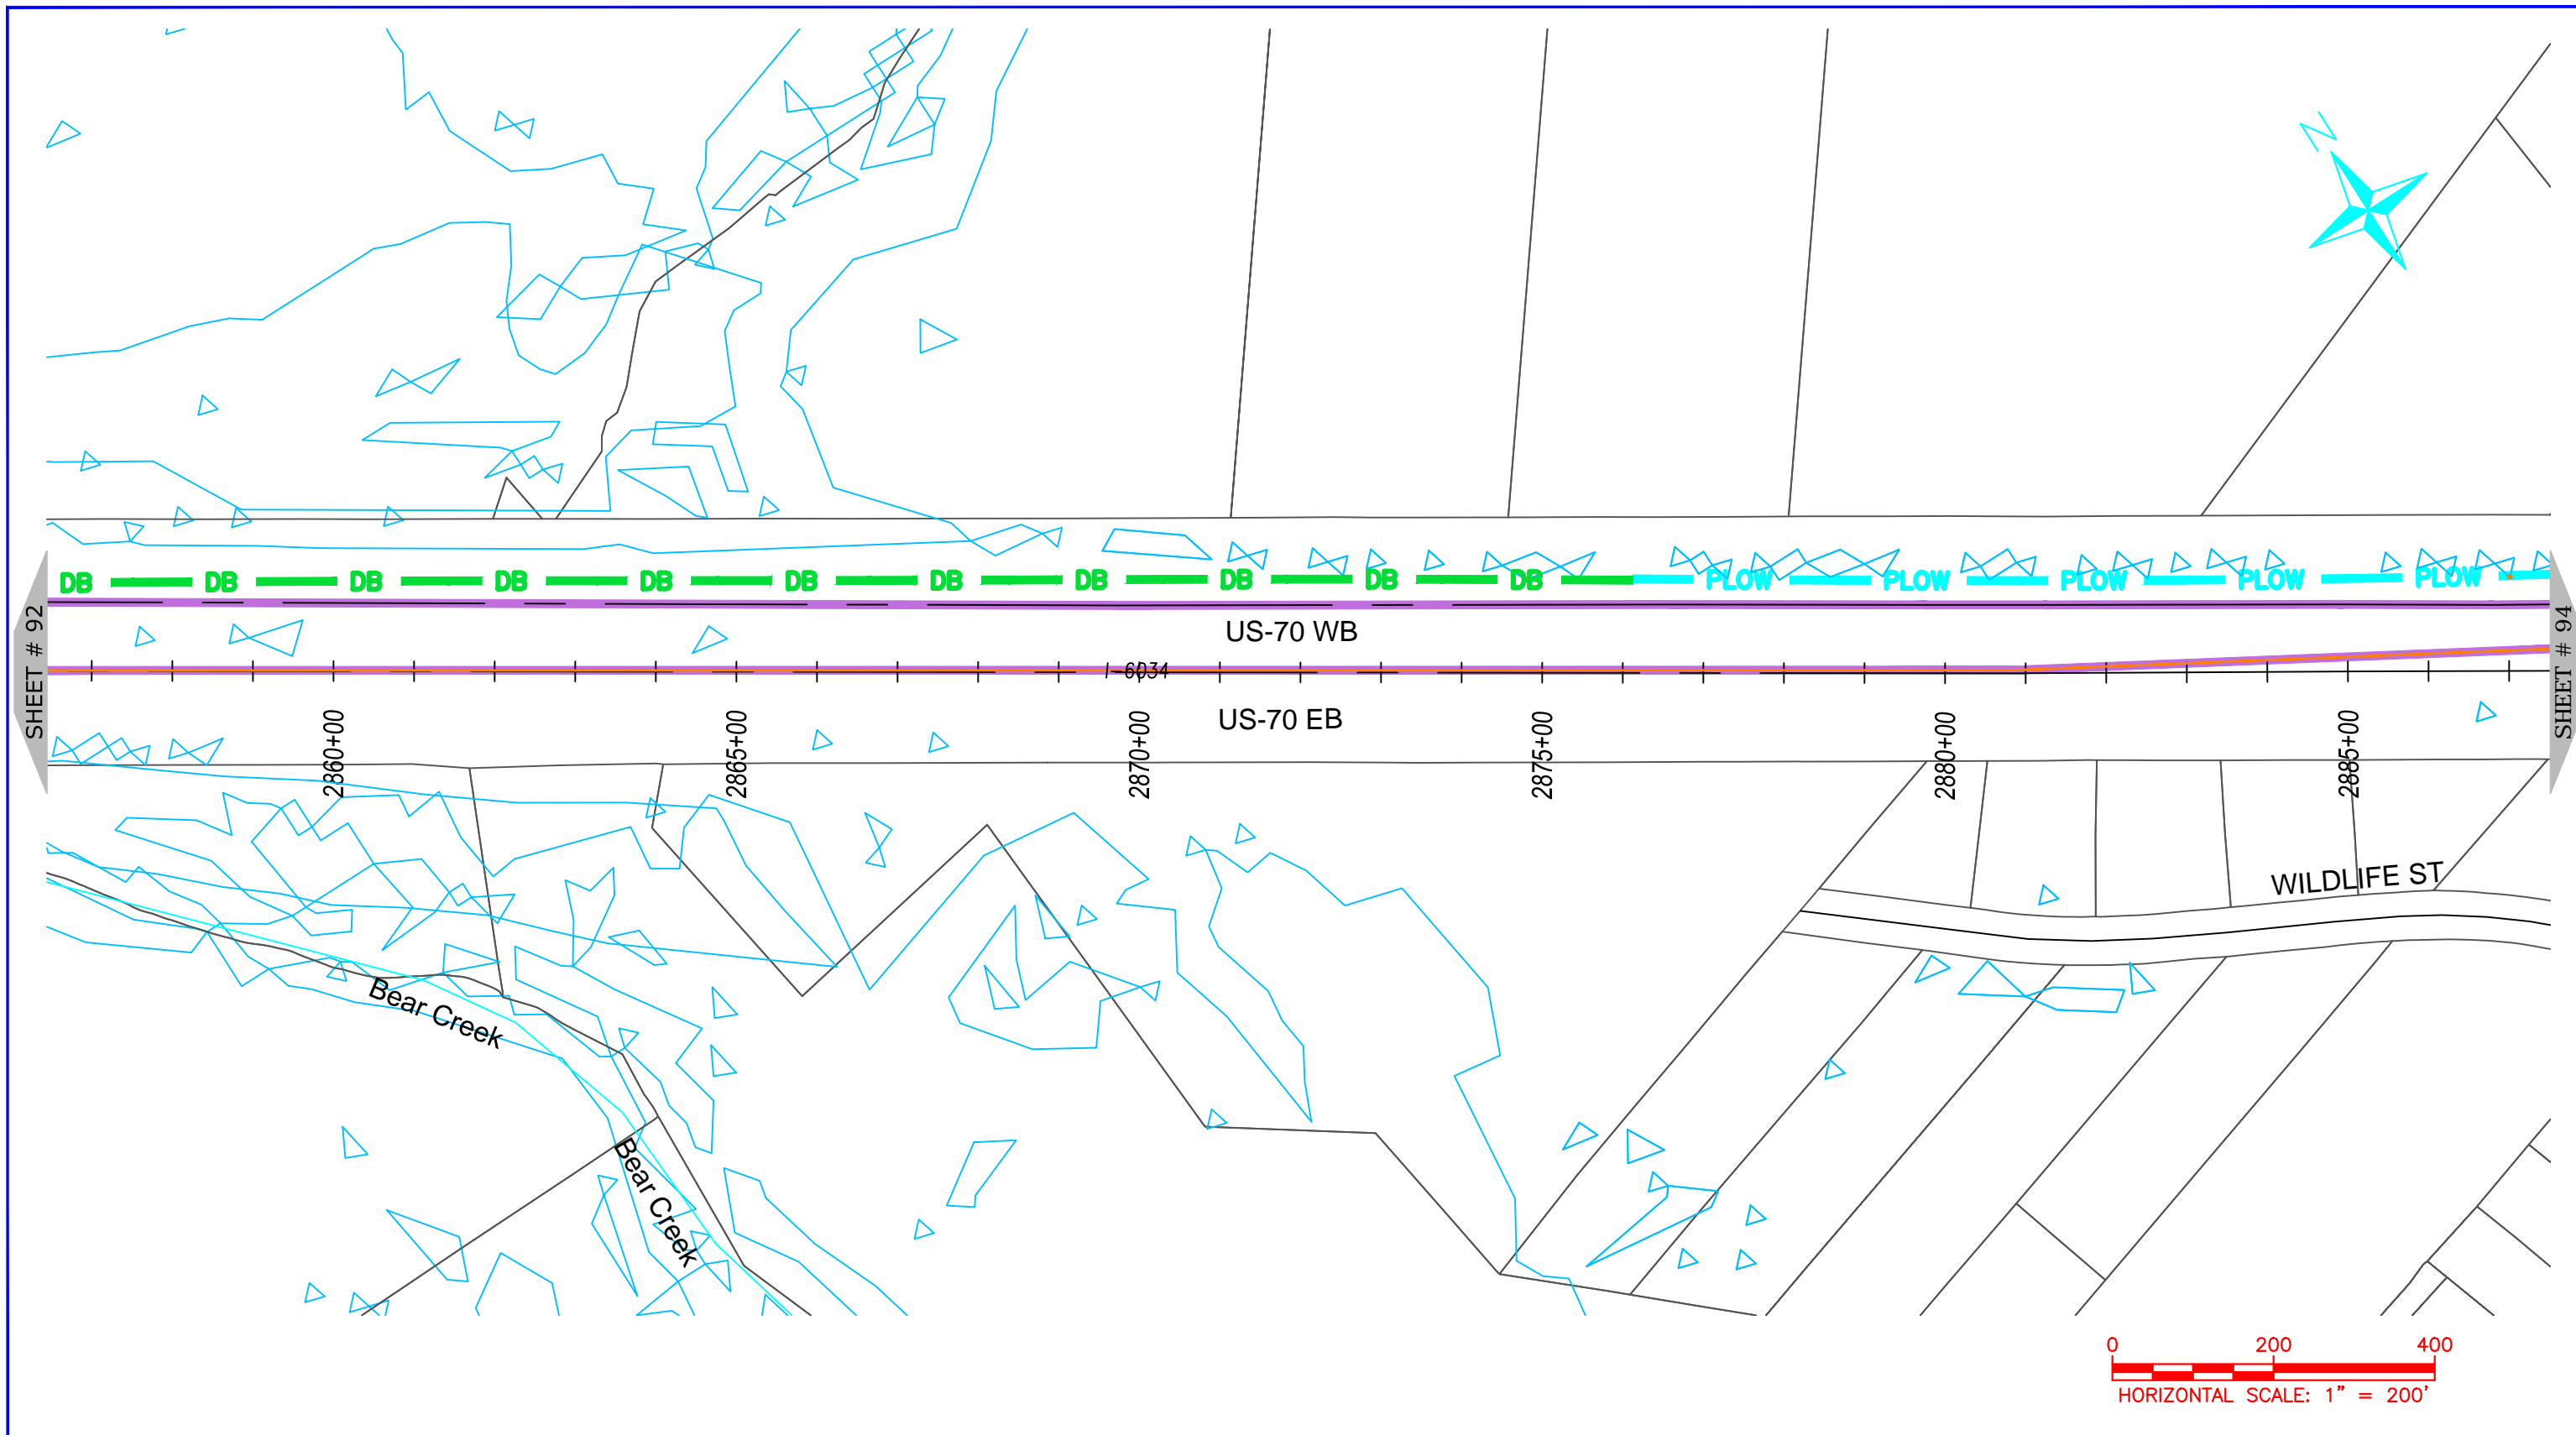 N
DB DB DB DB DB DB DB DB DB DB DB PLOW PLOW PLOW PLOW PLOW
SHEET # 92
US-70 WB
SHEET # 94
I-6034
US-70 EB
2860+00
2865+00
2870+00
2875+00
2880+00
2885+00
WILDLIFE ST
Bear Creek
Bear Creek
0 200 400
HORIZONTAL SCALE: 1" = 200'